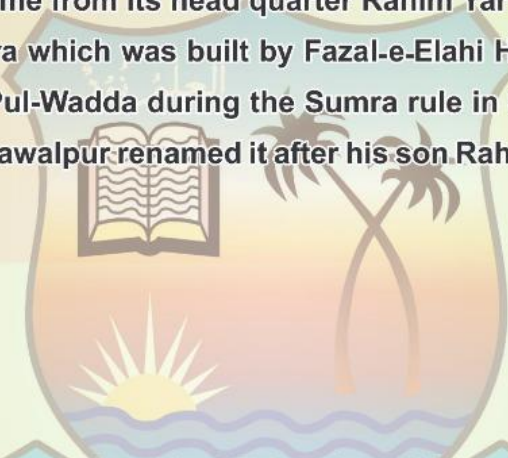 from its head quarter Rahim Yar
which was built by Fazal-e-Elahi
Pul-Wadda during the Sumra rule in
awalpur renamed it after his son Rah